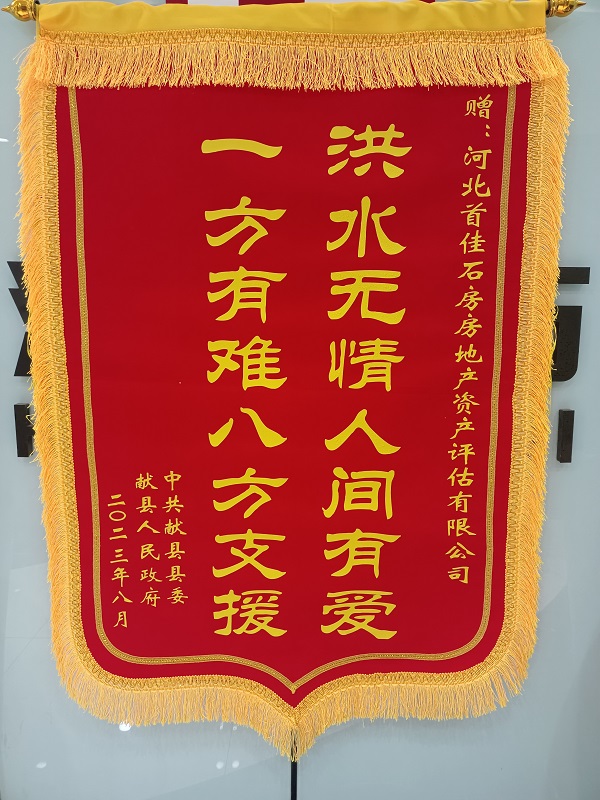 赠：河北首佳石房房地产资产评估有限公司
洪水无情人间有爱
一方有难八方支援
中共献县县委
献县人民政府
二〇二三年八月